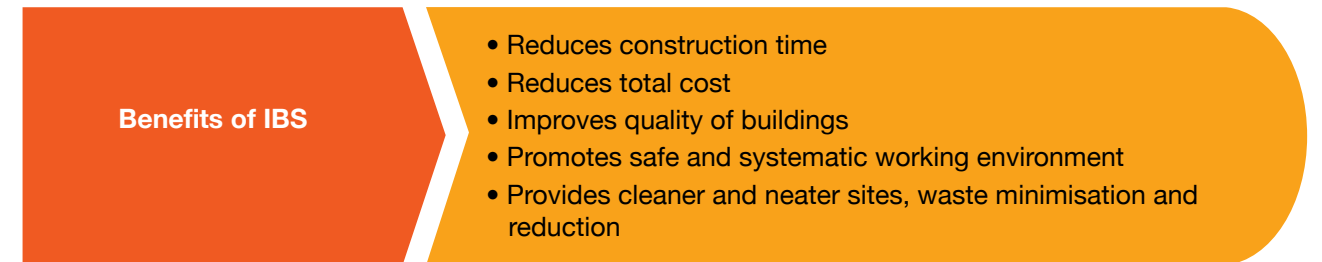 Benefits of IBS
• Reduces construction time
• Reduces total cost
• Improves quality of buildings
• Promotes safe and systematic working environment
• Provides cleaner and neater sites, waste minimisation and
reduction